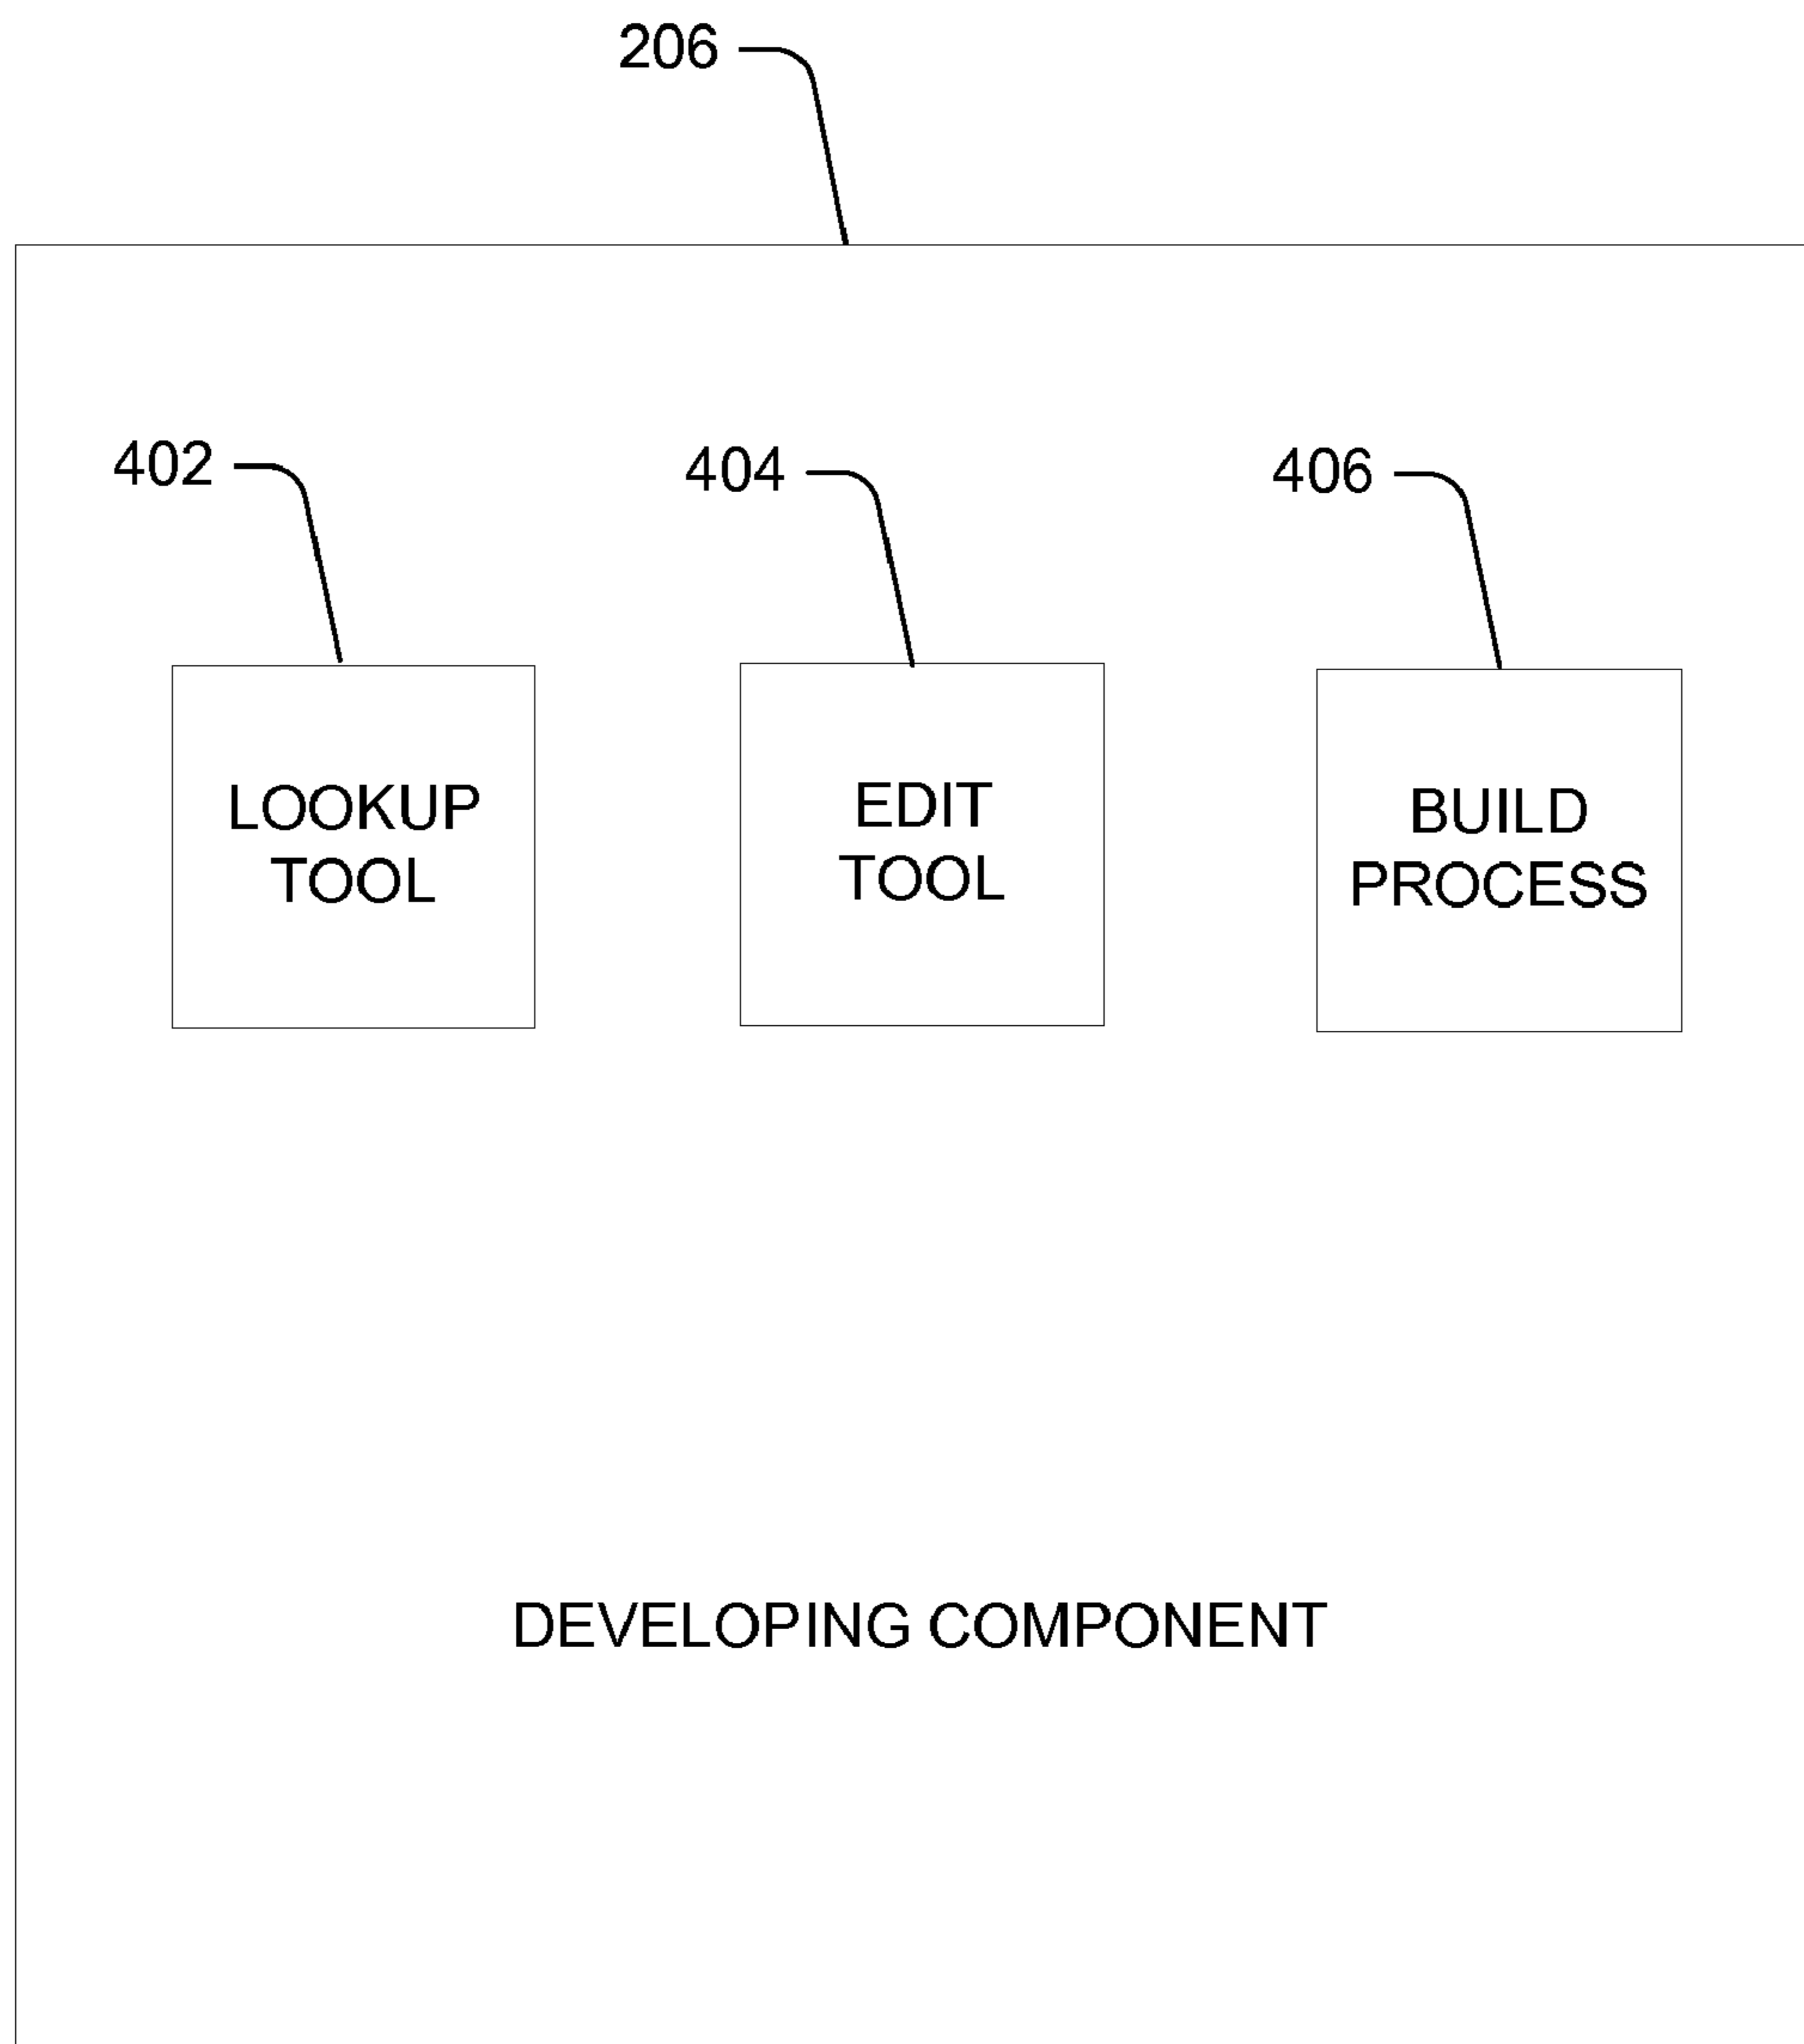 206
402
404
406
LOOKUP
TOOL
EDIT
TOOL
BUILD
PROCESS
DEVELOPING COMPONENT